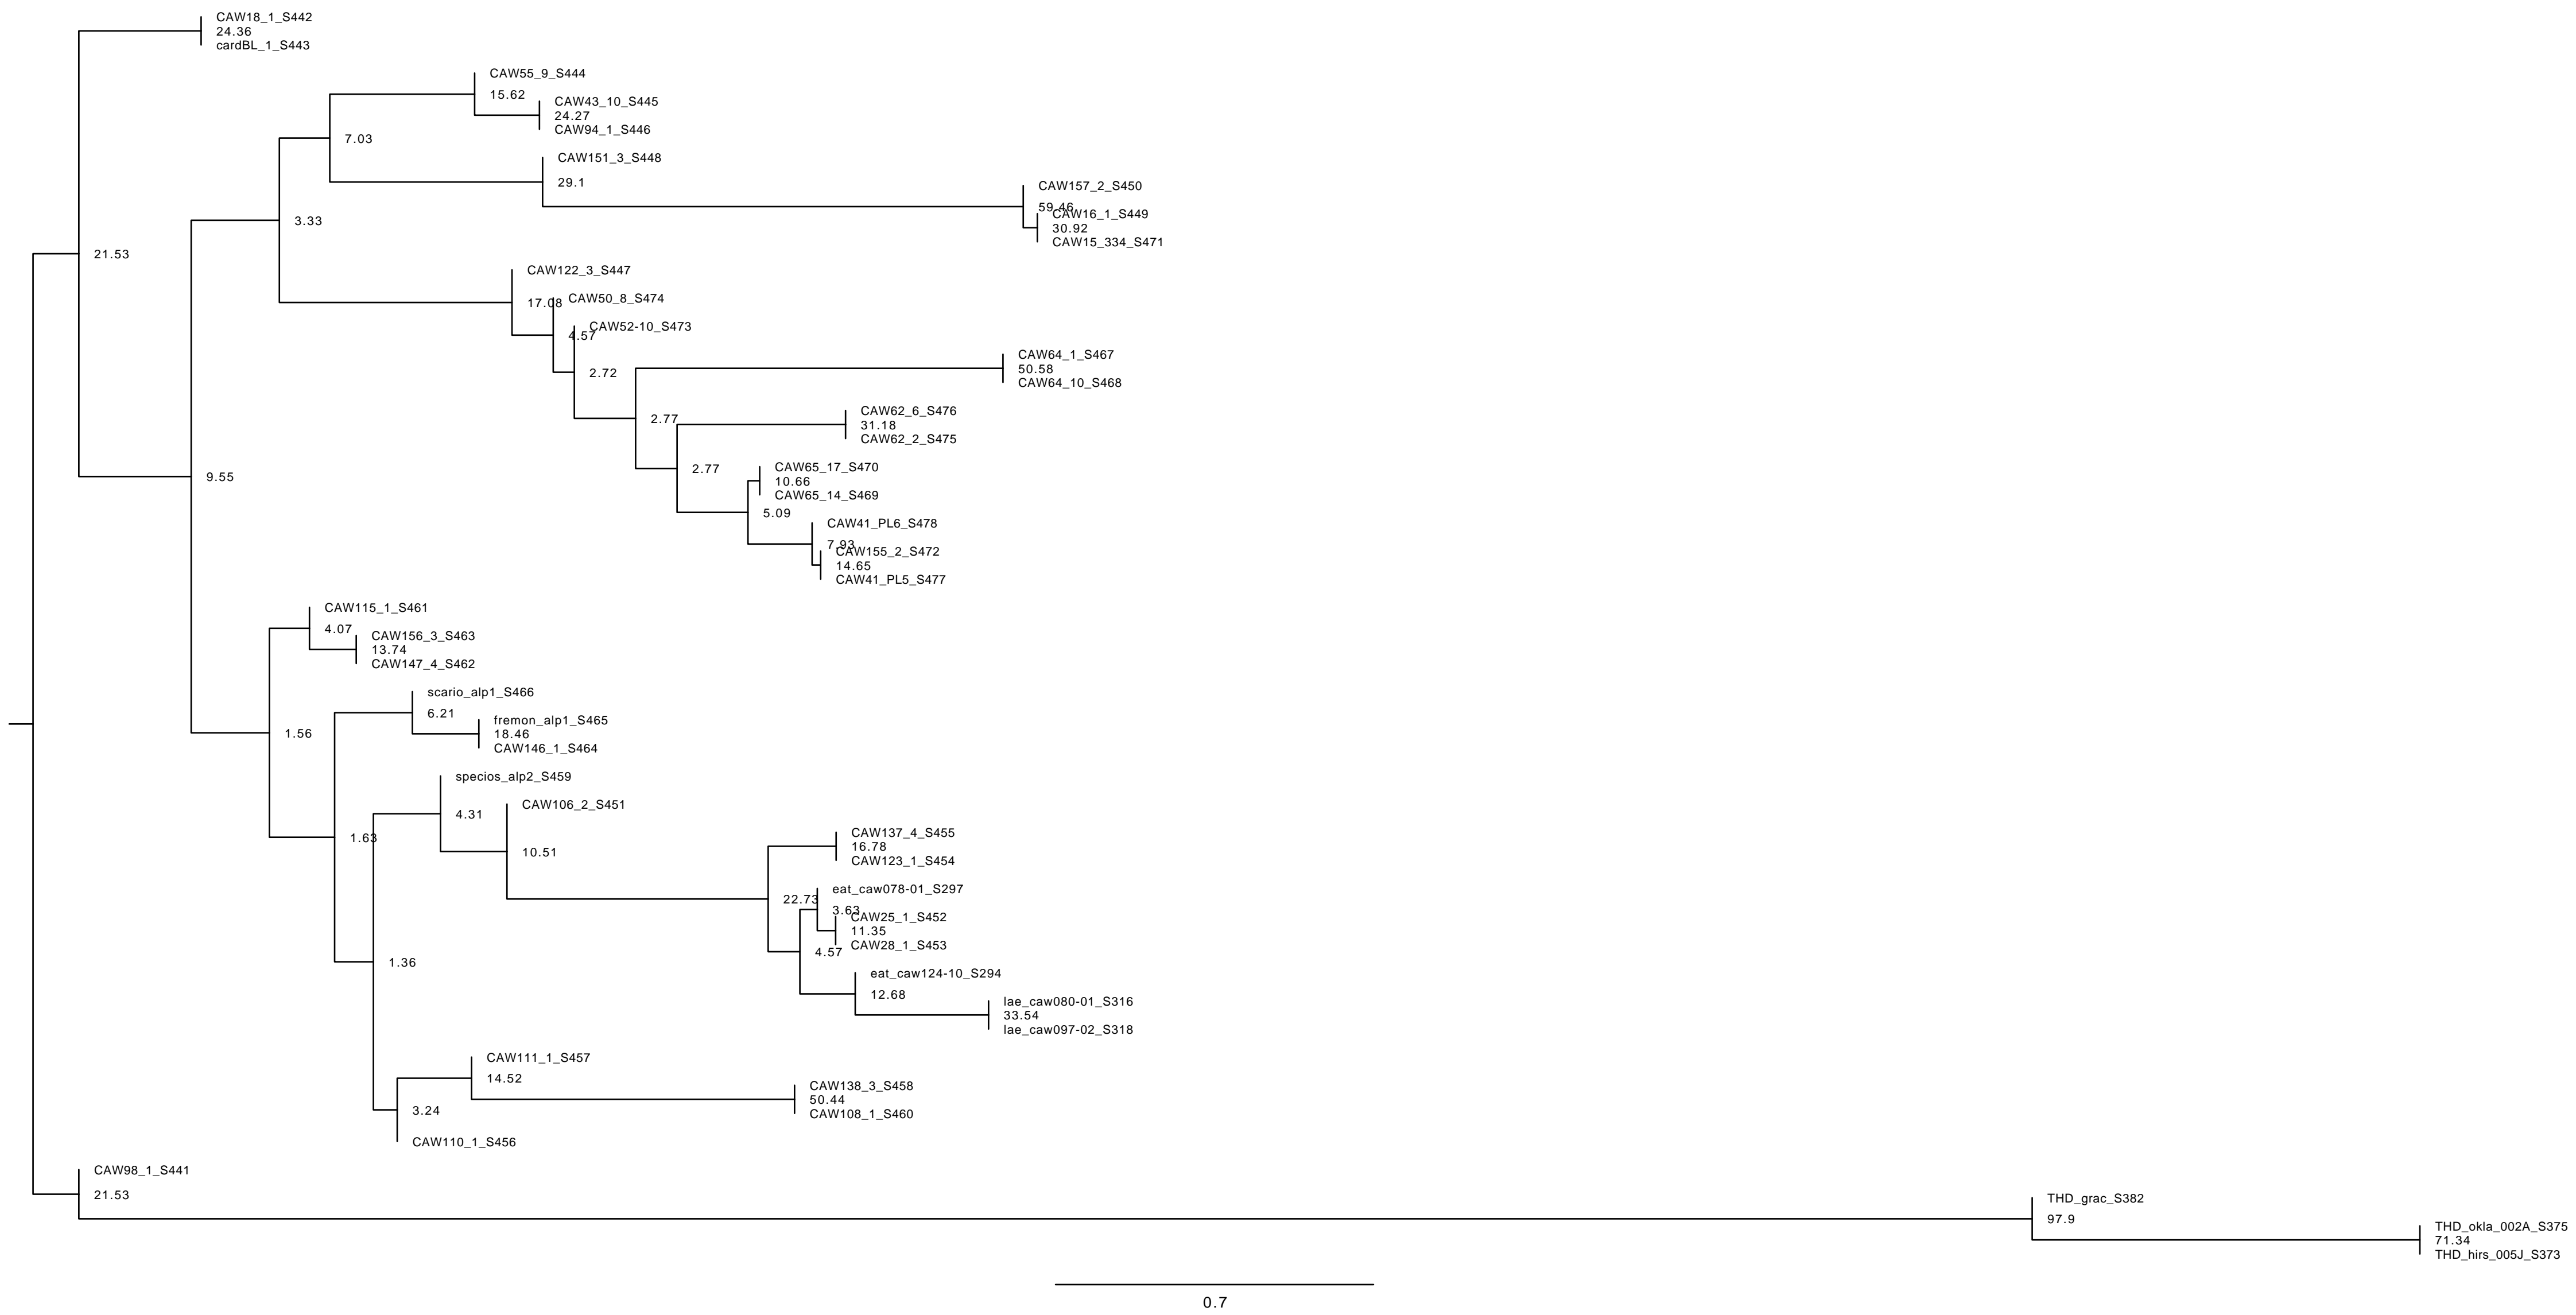 CAW18_1_S442
24.36
cardBL_1_S443
CAW55_9_S444
15.62
CAW43_10_S445
24.27
CAW94_1_S446
7.03
CAW151_3_S448
29.1
CAW157_2_S450
59.46
CAW16_1_S449
30.92
CAW15_334_S471
3.33
21.53
CAW122_3_S447
17.08
CAW50_8_S474
4.57
CAW52-10_S473
2.72
CAW64_1_S467
50.58
CAW64_10_S468
2.77
CAW62_6_S476
31.18
CAW62_2_S475
2.77
CAW65_17_S470
10.66
CAW65_14_S469
5.09
CAW41_PL6_S478
7.93
CAW155_2_S472
14.65
CAW41_PL5_S477
9.55
CAW115_1_S461
4.07
CAW156_3_S463
13.74
CAW147_4_S462
1.56
scario_alp1_S466
6.21
fremon_alp1_S465
18.46
CAW146_1_S464
1.63
specios_alp2_S459
4.31
CAW106_2_S451
10.51
CAW137_4_S455
16.78
CAW123_1_S454
22.73
eat_caw078-01_S297
3.63
CAW25_1_S452
11.35
CAW28_1_S453
4.57
eat_caw124-10_S294
12.68
lae_caw080-01_S316
33.54
lae_caw097-02_S318
1.36
CAW111_1_S457
14.52
CAW138_3_S458
50.44
CAW108_1_S460
3.24
CAW110_1_S456
CAW98_1_S441
21.53
THD_grac_S382
97.9
THD_okla_002A_S375
71.34
THD_hirs_005J_S373
0.7